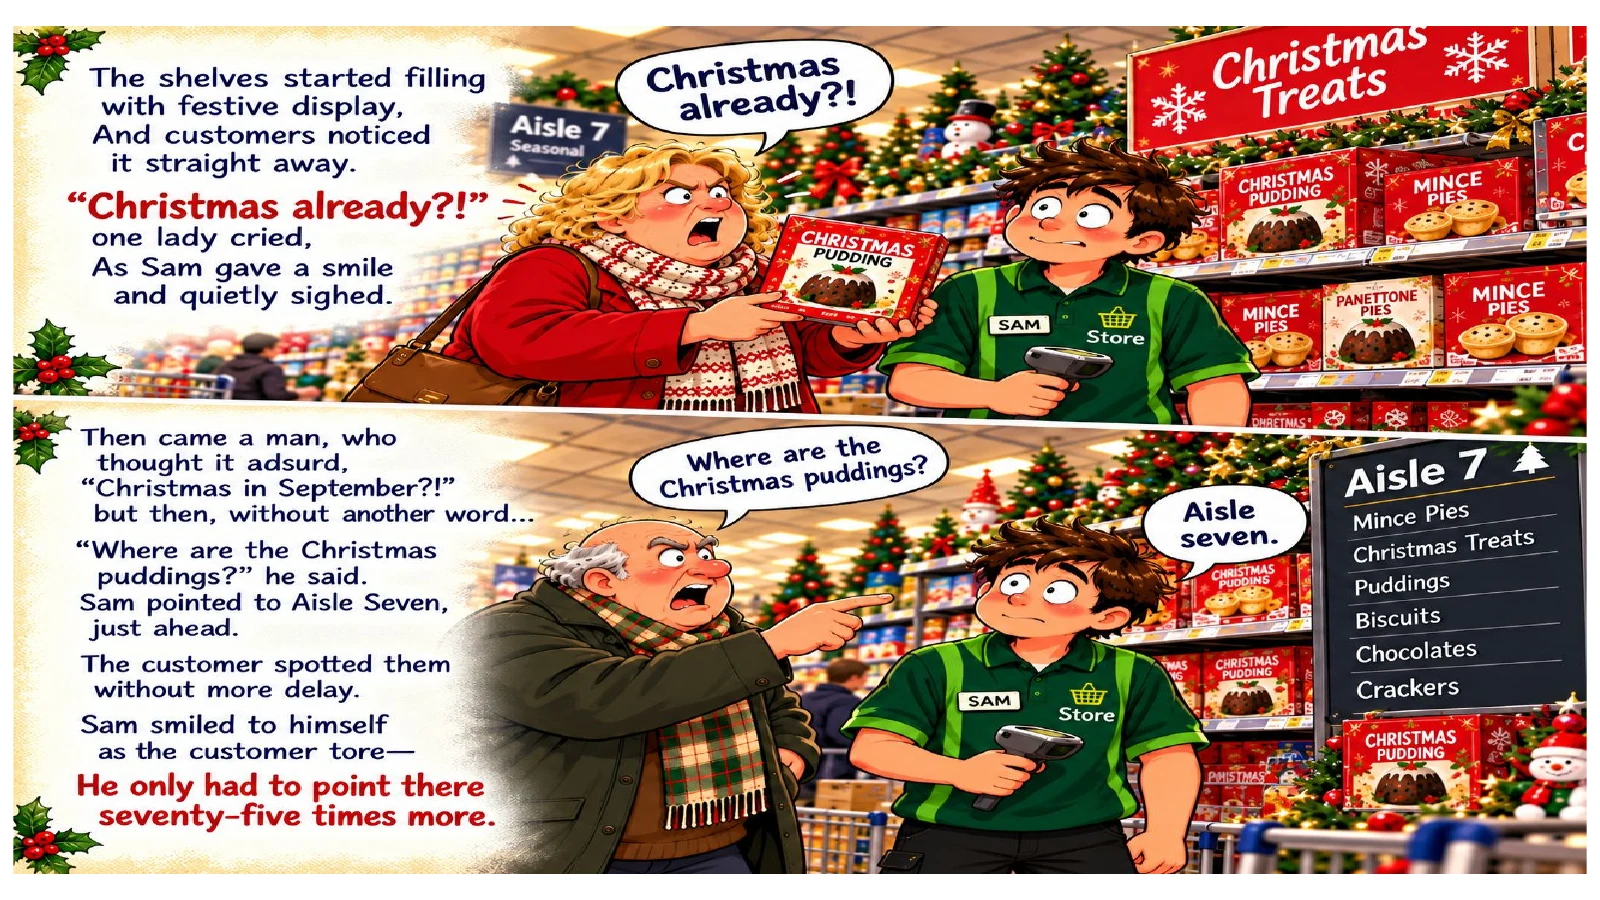 The shelves started filling
with festive display,
And customers noticed
it straight away.
“Christmas already?!”
one lady cried,
As Sam gave a smile
and quietly sighed.
Aisle 7
Seasonal
Christmas
already?!
CHRISTMAS
PUDDING
SAM
Store
Christmas
Treats
CHRISTMAS
PUDDING
MINCE
PIES
MINCE
PIES
PANETTONE
PIES
MINCE
PIES
Then came a man, who
thought it adsurd,
“Christmas in September?!”
but then, without another word...
“Where are the Christmas
puddings?” he said.
Sam pointed to Aisle Seven,
just ahead.
The customer spotted them
without more delay.
Sam smiled to himself
as the customer tore—
He only had to point there
seventy-five times more.
Where are the
Christmas puddings?
Aisle
seven.
SAM
Store
CHRISTMAS
PUDDING
CHRISTMAS
PUDDING
Aisle 7
Mince Pies
Christmas Treats
Puddings
Biscuits
Chocolates
Crackers
CHRISTMAS
PUDDING